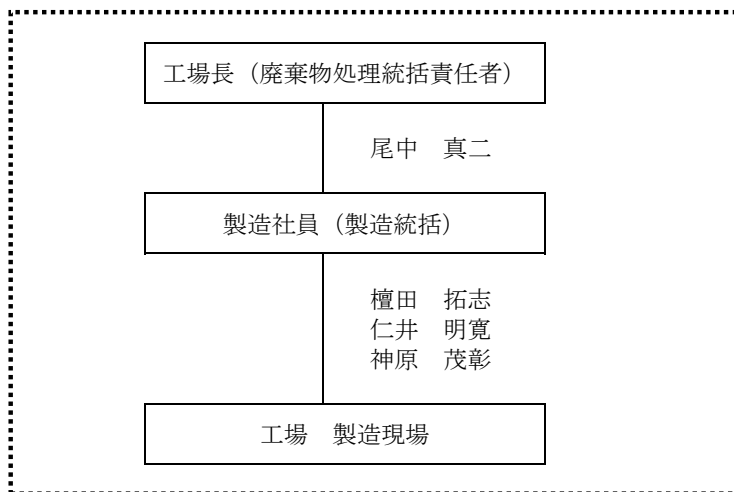 工場長（廃棄物処理統括責任者）
尾中　真二
製造社員（製造統括）
檀田　拓志
仁井　明寛
神原　茂彰
工場　製造現場